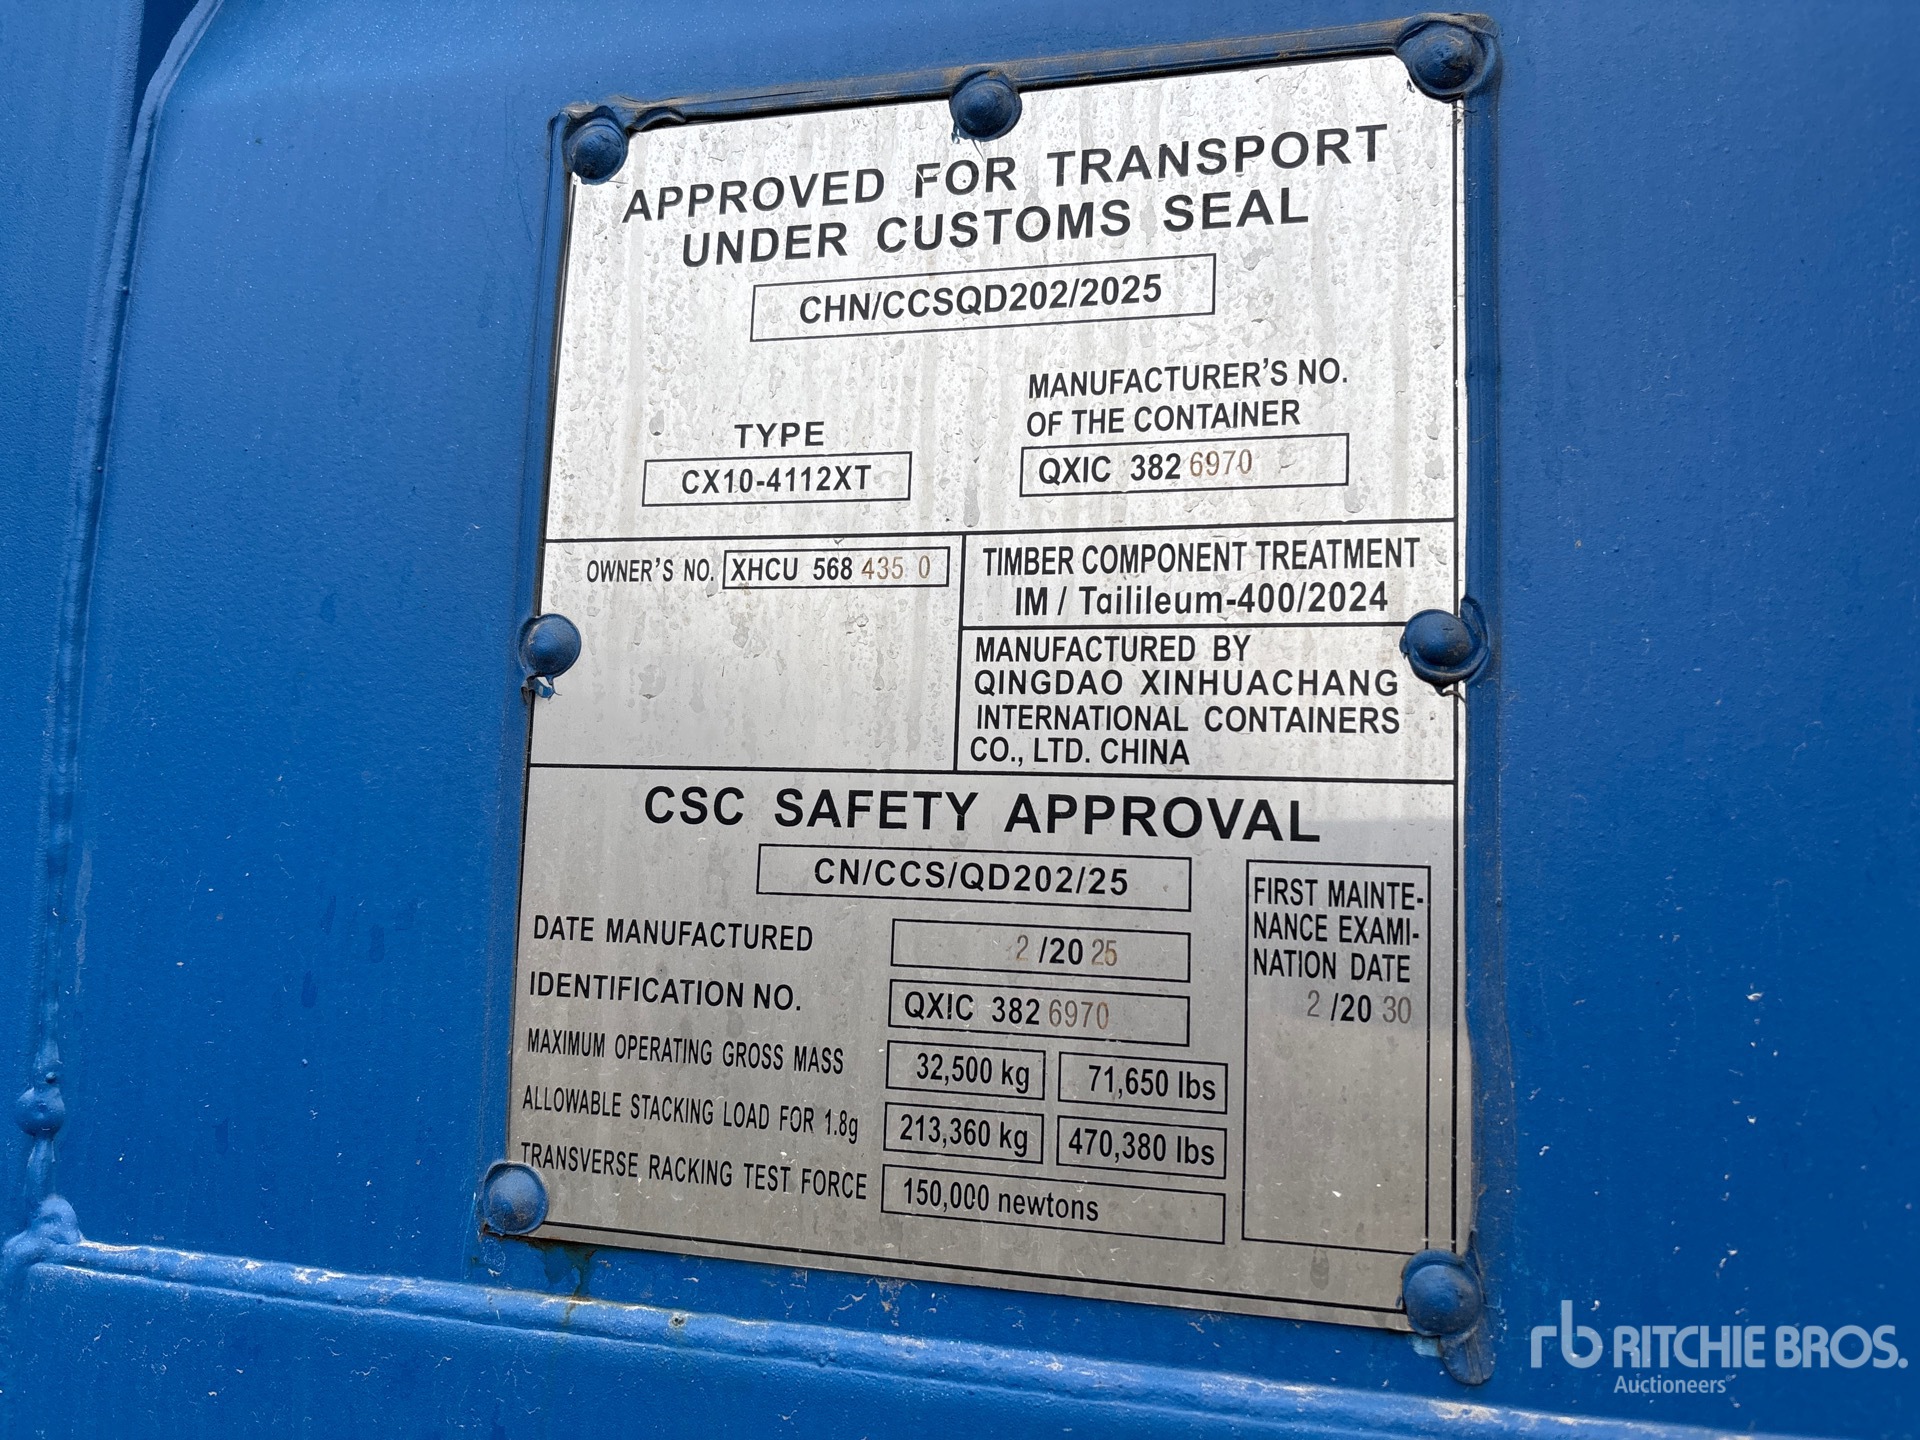 APPROVED FOR TRANSPORT
UNDER CUSTOMS SEAL
CHN/CCSQD202/2025
TYPE
CX10-4112XT
MANUFACTURER'S NO.
OF THE CONTAINER
QXIC 382 6970
OWNER'S NO. XHCU 568 435 0
TIMBER COMPONENT TREATMENT
IM / Tailileum-400/2024
MANUFACTURED BY
QINGDAO XINHUACHANG
INTERNATIONAL CONTAINERS
CO., LTD. CHINA
CSC SAFETY APPROVAL
CN/CCS/QD202/25
DATE MANUFACTURED 2 /20 25
IDENTIFICATION NO. QXIC 382 6970
MAXIMUM OPERATING GROSS MASS 32,500 kg 71,650 lbs
ALLOWABLE STACKING LOAD FOR 1.8g 213,360 kg 470,380 lbs
TRANSVERSE RACKING TEST FORCE 150,000 newtons
FIRST MAINTE-
NANCE EXAMI-
NATION DATE
2 /20 30
rb RITCHIE BROS.
Auctioneers